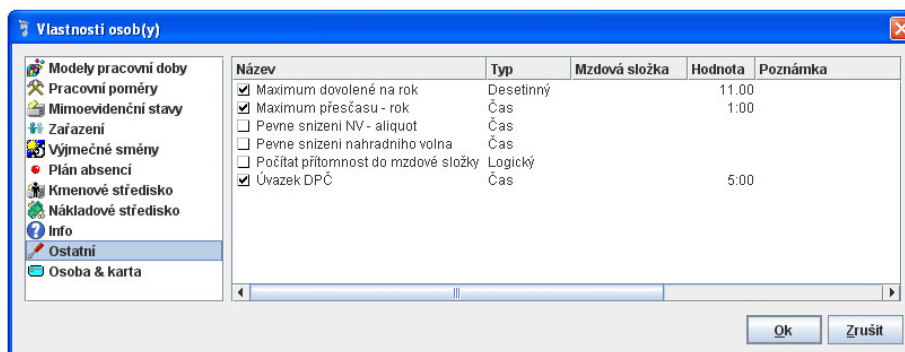 Vlastnosti osob(y)
Modely pracovní doby
Pracovní poměry
Mimoevidenční stavy
Zařazení
Výjmečné směny
Plán absencí
Kmenové středisko
Nákladové středisko
Info
Ostatní
Osoba & karta
Název Typ Mzdová složka Hodnota Poznámka
Maximum dovolené na rok Desetinný 11.00
Maximum přesčasu - rok Čas 1:00
Pevne snizeni NV - aliquot Čas
Pevne snizeni nahradniho volna Čas
Počítat přítomnost do mzdové složky Logický
Úvazek DPČ Čas 5:00
Ok Zrušit